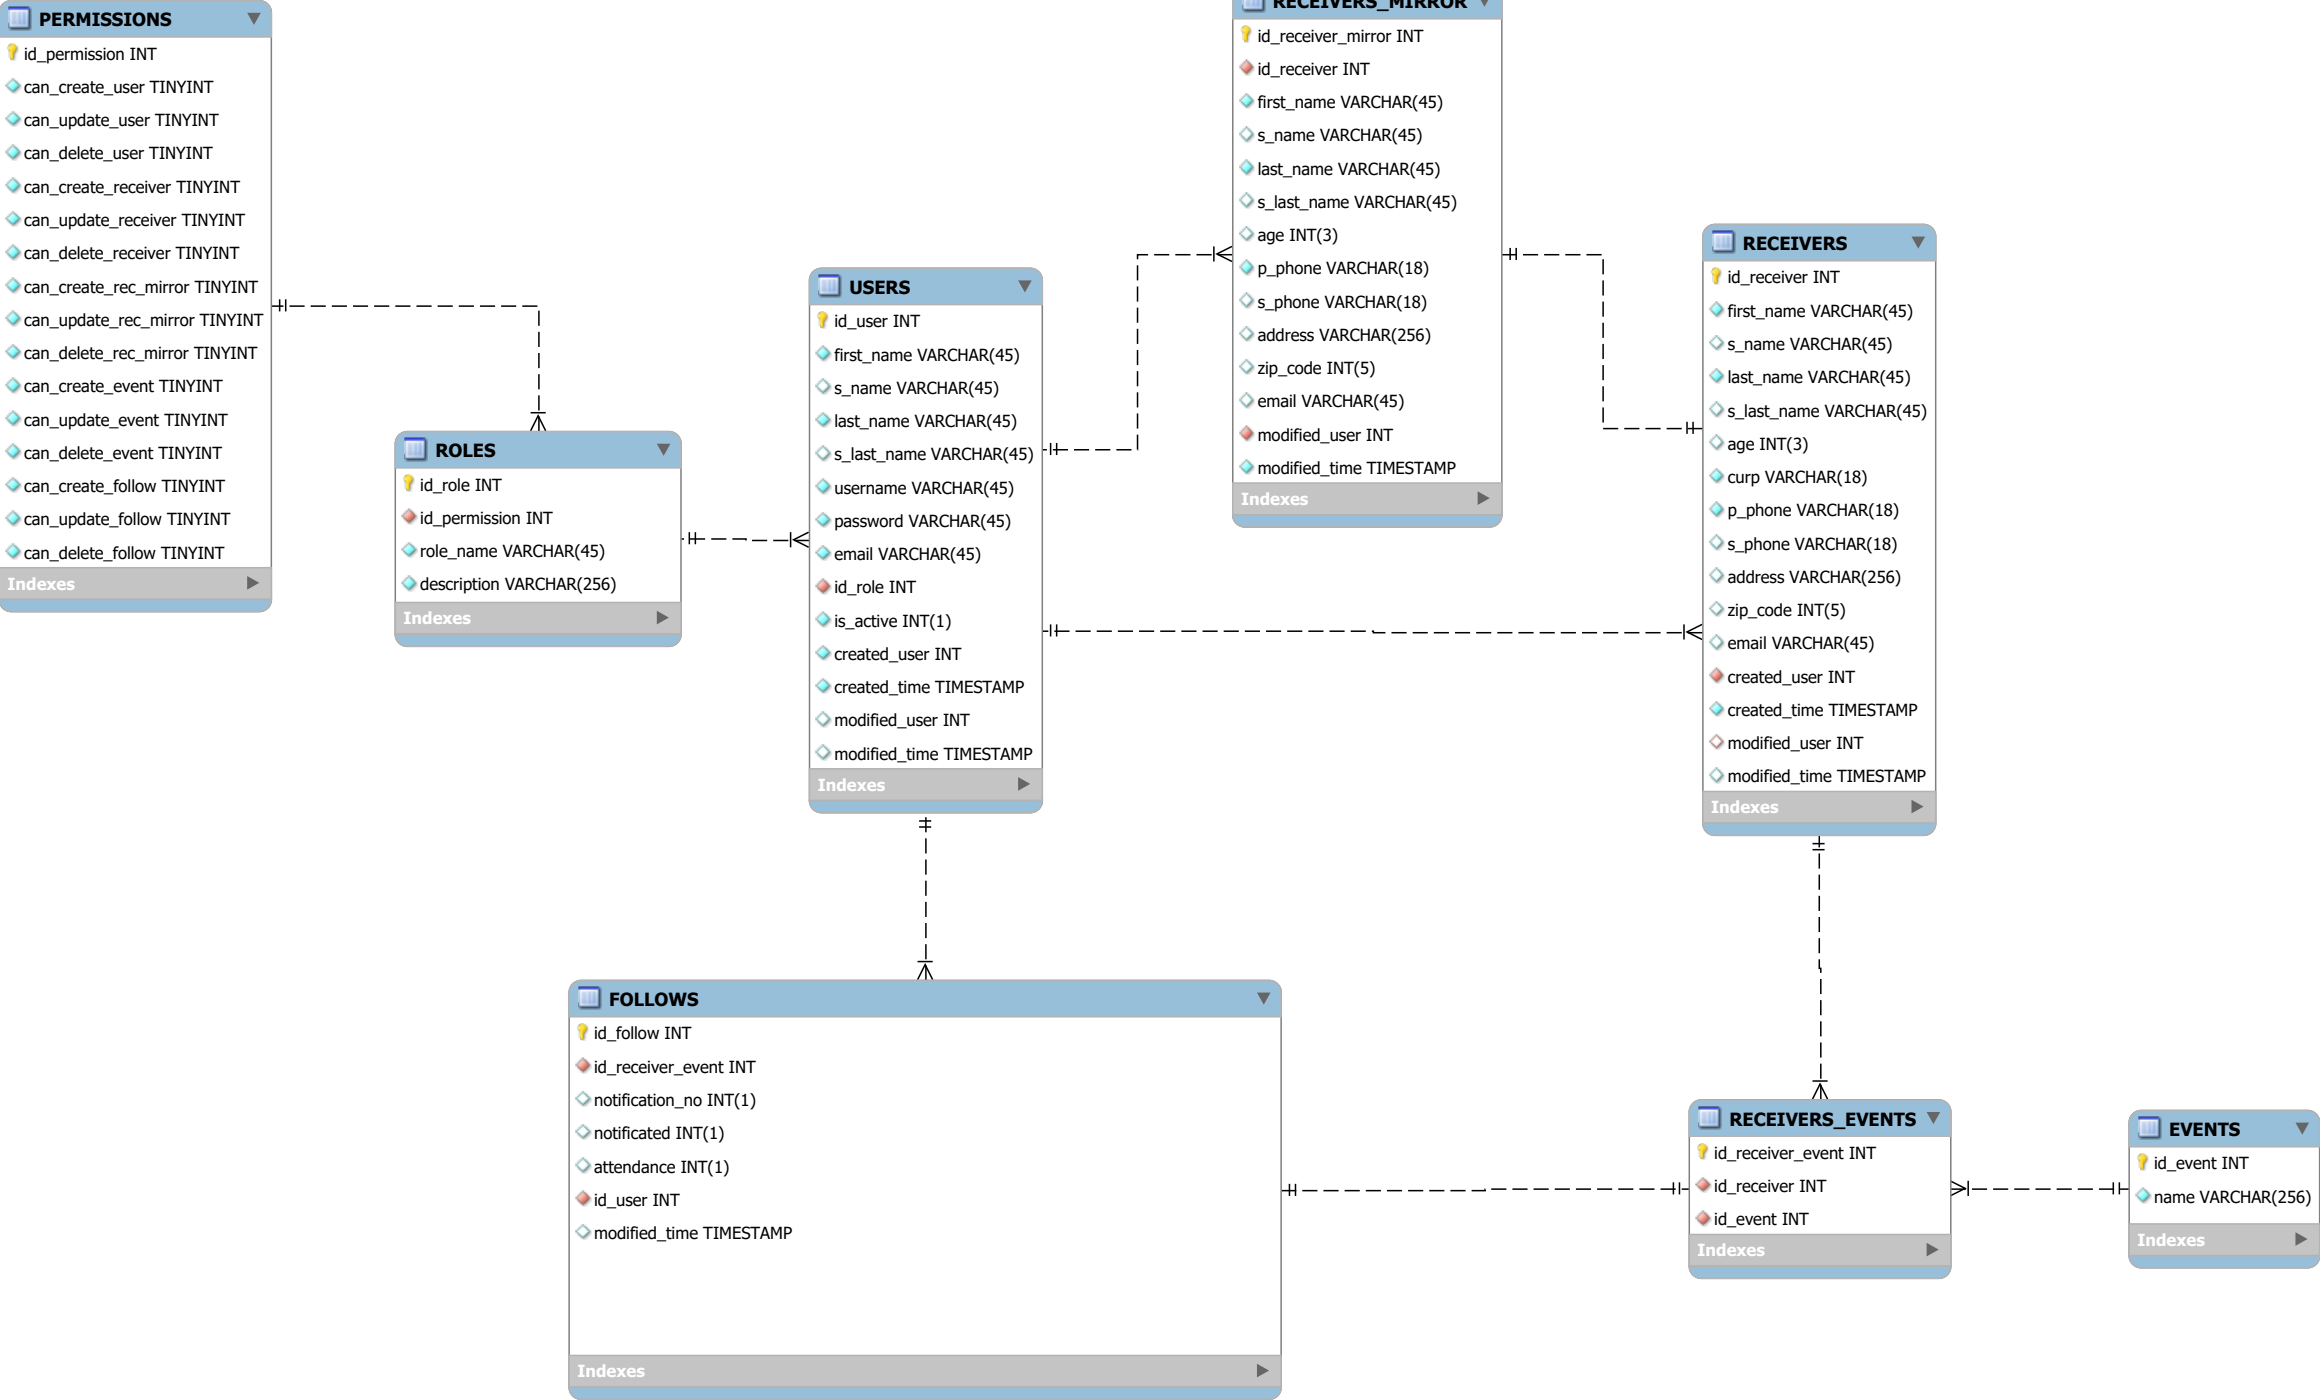 PERMISSIONS
id_permission INT
can_create_user TINYINT
can_update_user TINYINT
can_delete_user TINYINT
can_create_receiver TINYINT
can_update_receiver TINYINT
can_delete_receiver TINYINT
can_create_rec_mirror TINYINT
can_update_rec_mirror TINYINT
can_delete_rec_mirror TINYINT
can_create_event TINYINT
can_update_event TINYINT
can_delete_event TINYINT
can_create_follow TINYINT
can_update_follow TINYINT
can_delete_follow TINYINT
Indexes
ROLES
id_role INT
id_permission INT
role_name VARCHAR(45)
description VARCHAR(256)
Indexes
USERS
id_user INT
first_name VARCHAR(45)
s_name VARCHAR(45)
last_name VARCHAR(45)
s_last_name VARCHAR(45)
username VARCHAR(45)
password VARCHAR(45)
email VARCHAR(45)
id_role INT
is_active INT(1)
created_user INT
created_time TIMESTAMP
modified_user INT
modified_time TIMESTAMP
Indexes
RECEIVERS_MIRROR
id_receiver_mirror INT
id_receiver INT
first_name VARCHAR(45)
s_name VARCHAR(45)
last_name VARCHAR(45)
s_last_name VARCHAR(45)
age INT(3)
p_phone VARCHAR(18)
s_phone VARCHAR(18)
address VARCHAR(256)
zip_code INT(5)
email VARCHAR(45)
modified_user INT
modified_time TIMESTAMP
Indexes
RECEIVERS
id_receiver INT
first_name VARCHAR(45)
s_name VARCHAR(45)
last_name VARCHAR(45)
s_last_name VARCHAR(45)
age INT(3)
curp VARCHAR(18)
p_phone VARCHAR(18)
s_phone VARCHAR(18)
address VARCHAR(256)
zip_code INT(5)
email VARCHAR(45)
created_user INT
created_time TIMESTAMP
modified_user INT
modified_time TIMESTAMP
Indexes
FOLLOWS
id_follow INT
id_receiver_event INT
notification_no INT(1)
notificated INT(1)
attendance INT(1)
id_user INT
modified_time TIMESTAMP
Indexes
RECEIVERS_EVENTS
id_receiver_event INT
id_receiver INT
id_event INT
Indexes
EVENTS
id_event INT
name VARCHAR(256)
Indexes